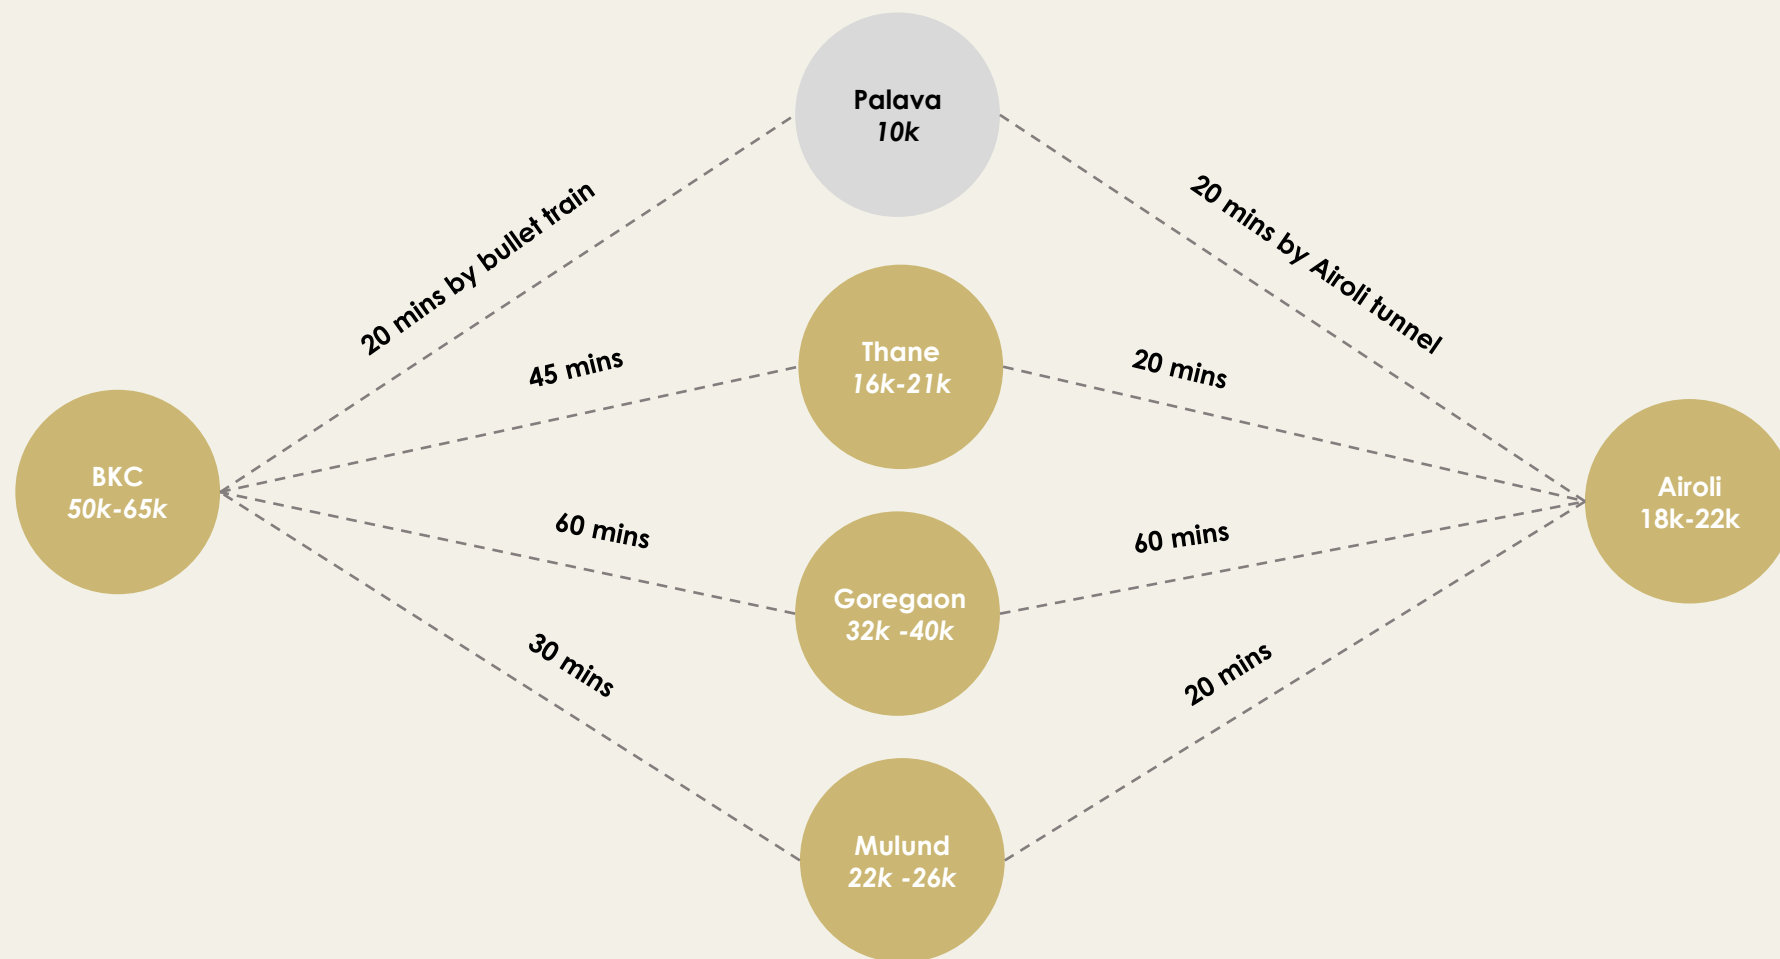 Palava
10k
20 mins by bullet train
20 mins by Airoli tunnel
Thane
16k-21k
45 mins
20 mins
BKC
50k-65k
Airoli
18k-22k
60 mins
60 mins
Goregaon
32k -40k
30 mins
20 mins
Mulund
22k -26k